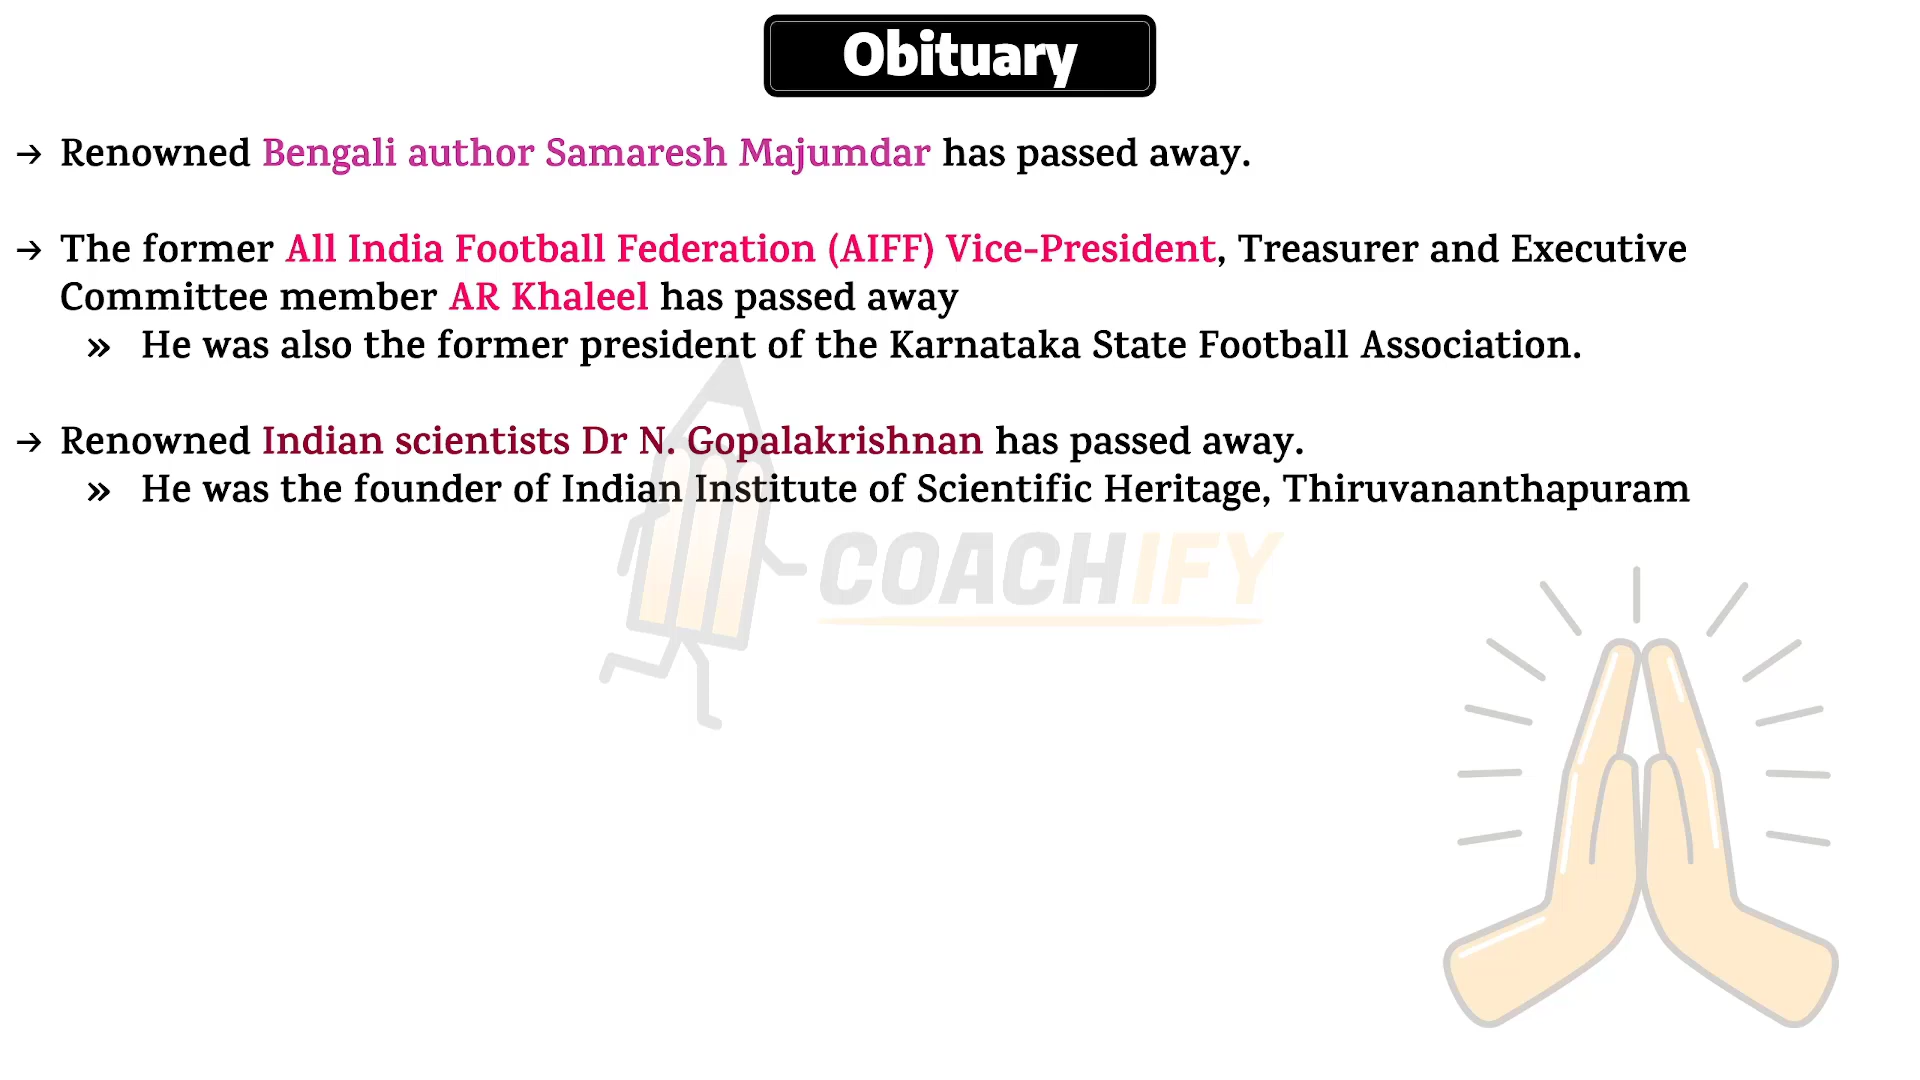 Obituary
→ Renowned Bengali author Samaresh Majumdar has passed away.
→ The former All India Football Federation (AIFF) Vice-President, Treasurer and Executive
Committee member AR Khaleel has passed away
» He was also the former president of the Karnataka State Football Association.
→ Renowned Indian scientists Dr N. Gopalakrishnan has passed away.
» He was the founder of Indian Institute of Scientific Heritage, Thiruvananthapuram
COACHIFY